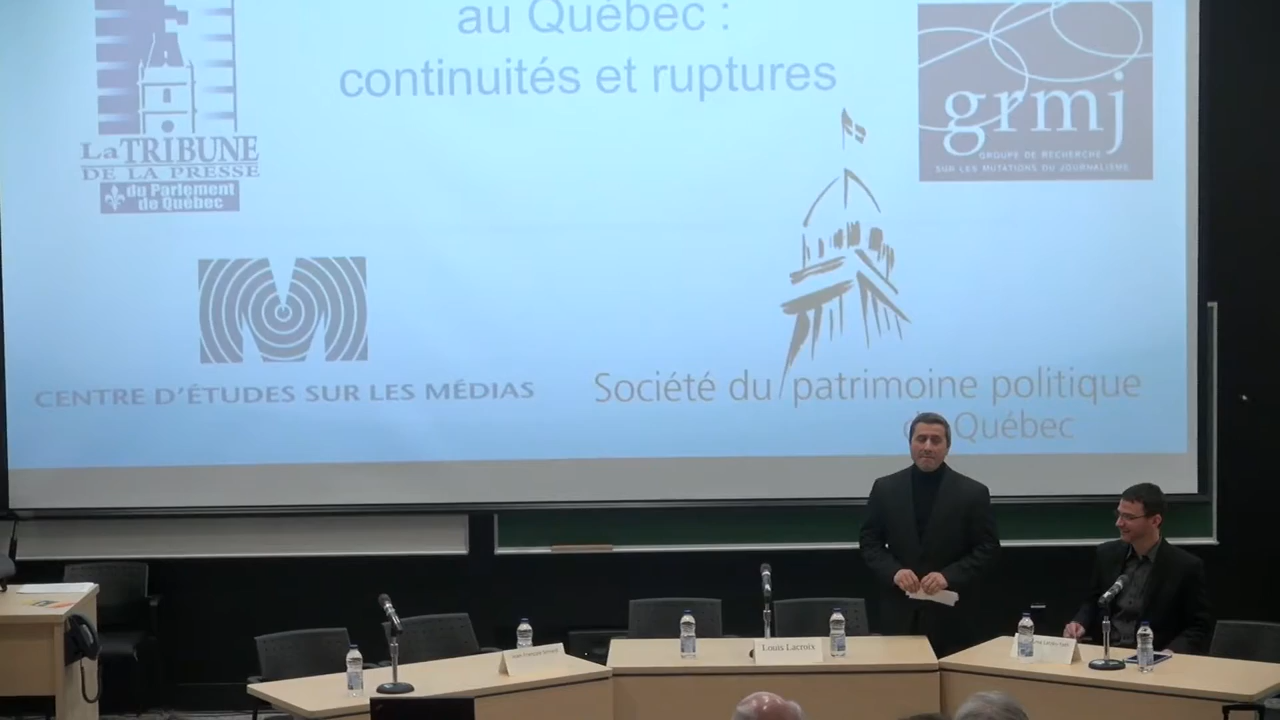 au Québec :
continuités et ruptures
La TRIBUNE
DE LA PRESSE
du Parlement
de Québec
grmj
GROUPE DE RECHERCHE
SUR LES MUTATIONS DU JOURNALISME
CENTRE D'ÉTUDES SUR LES MÉDIAS
Société du patrimoine politique
Québec
Louis Lacroix